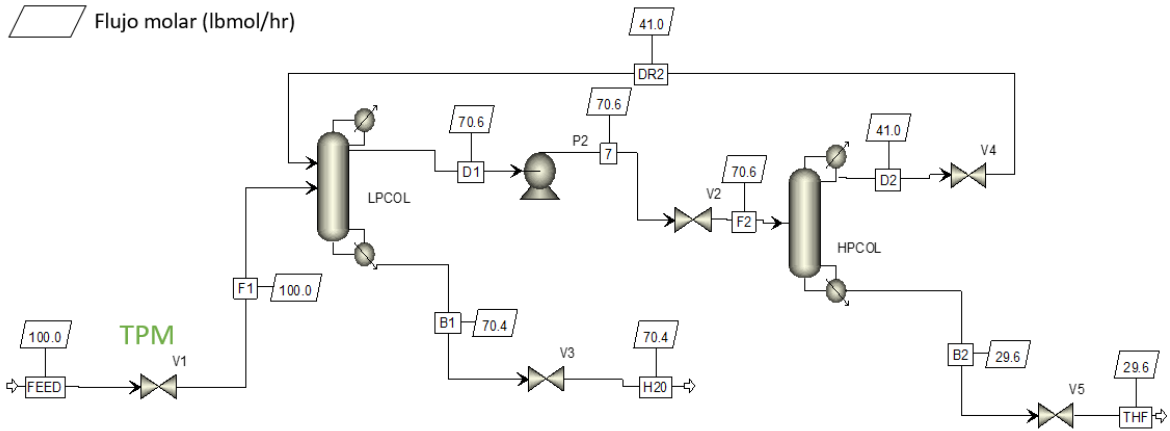 Flujo molar (lbmol/hr)
41.0
DR2
70.6
70.6
41.0
P2
7
V4
D1
70.6
D2
LPCOL
V2
F2
HPCOL
F1
100.0
TPM
B1
70.4
100.0
70.4
V1
V3
B2
29.6
29.6
FEED
H20
V5
THF